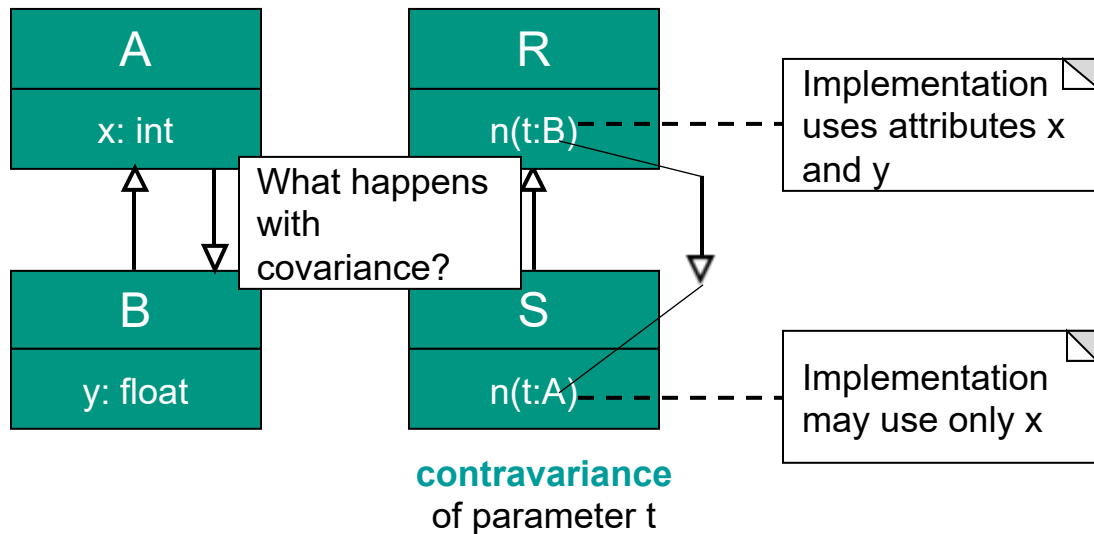 A
x: int
R
n(t:B)
Implementation
uses attributes x
and y
What happens
with
covariance?
B
y: float
S
n(t:A)
Implementation
may use only x
contravariance
of parameter t